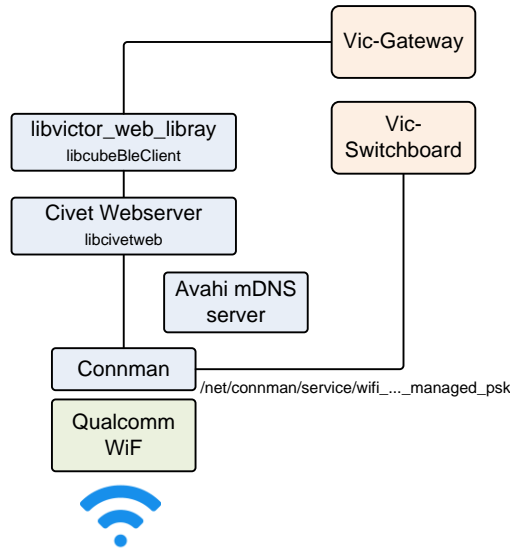 Vic-Gateway
libvictor_web_libray
libcubeBleClient
Vic-
Switchboard
Civet Webserver
libcivetweb
Avahi mDNS
server
Connman
/net/connman/service/wifi_..._managed_psk
Qualcomm
WiF